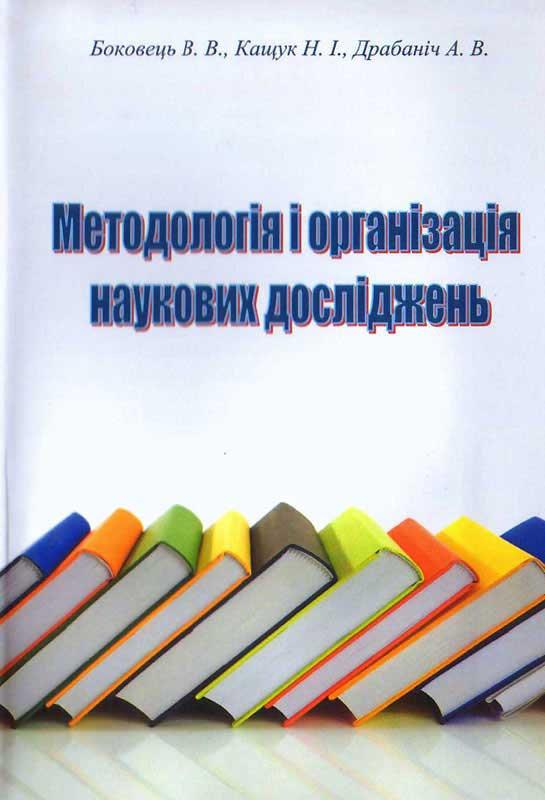 Боковець В. В., Кащук Н. І., Драбаніч А. В.
Методологія і організація
наукових досліджень